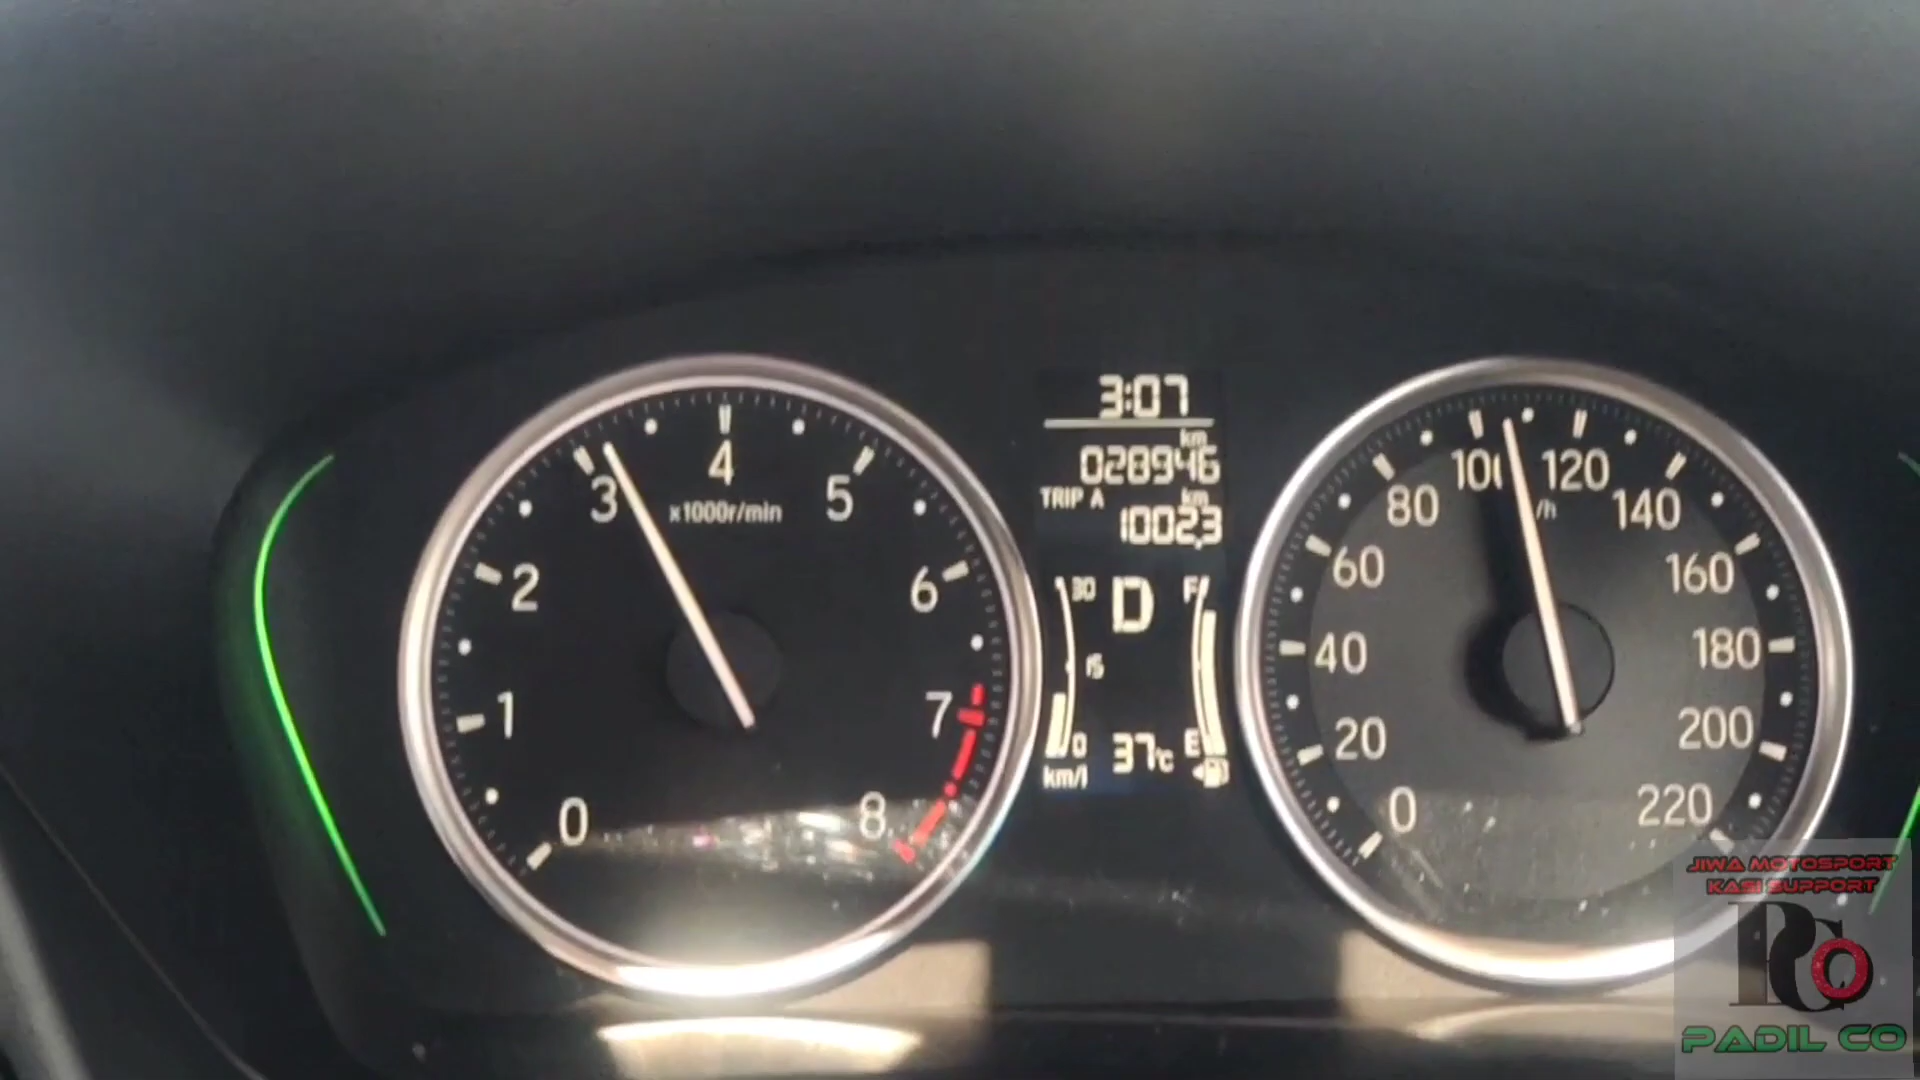 0
1
2
3
4
5
6
7
8
x1000r/min
3:07
km
028946
TRIP A
km
1002.3
30
15
0
km/l
D
F
E
37°C
0
20
40
60
80
120
140
160
180
200
220
/h
JIWA MOTOSPORT
KASI SUPPORT
PCO
PADIL CO